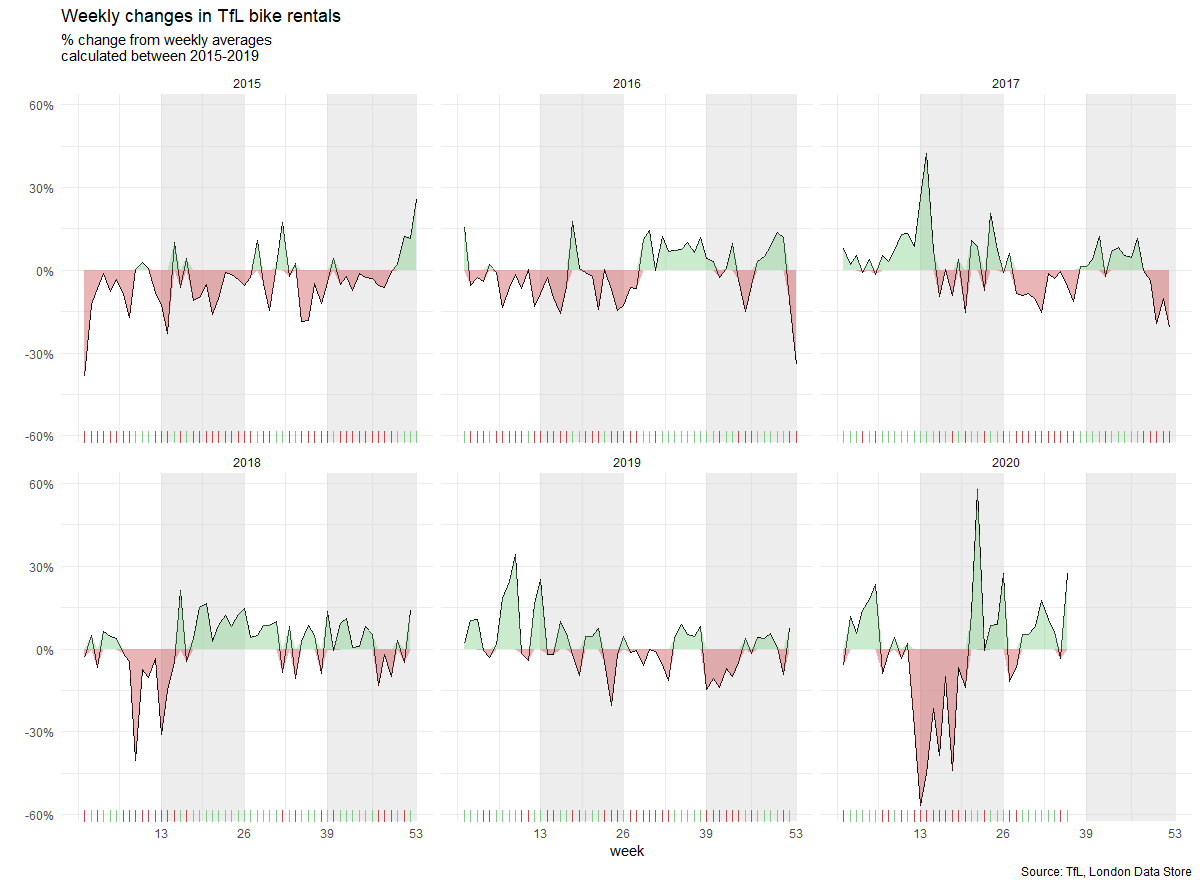 Weekly changes in TfL bike rentals
% change from weekly averages
calculated between 2015-2019
2015 2016 2017
60%
30%
0%
-30%
-60%
2018 2019 2020
60%
30%
0%
-30%
-60%
13 26 39 53 13 26 39 53 13 26 39 53
week
Source: TfL, London Data Store